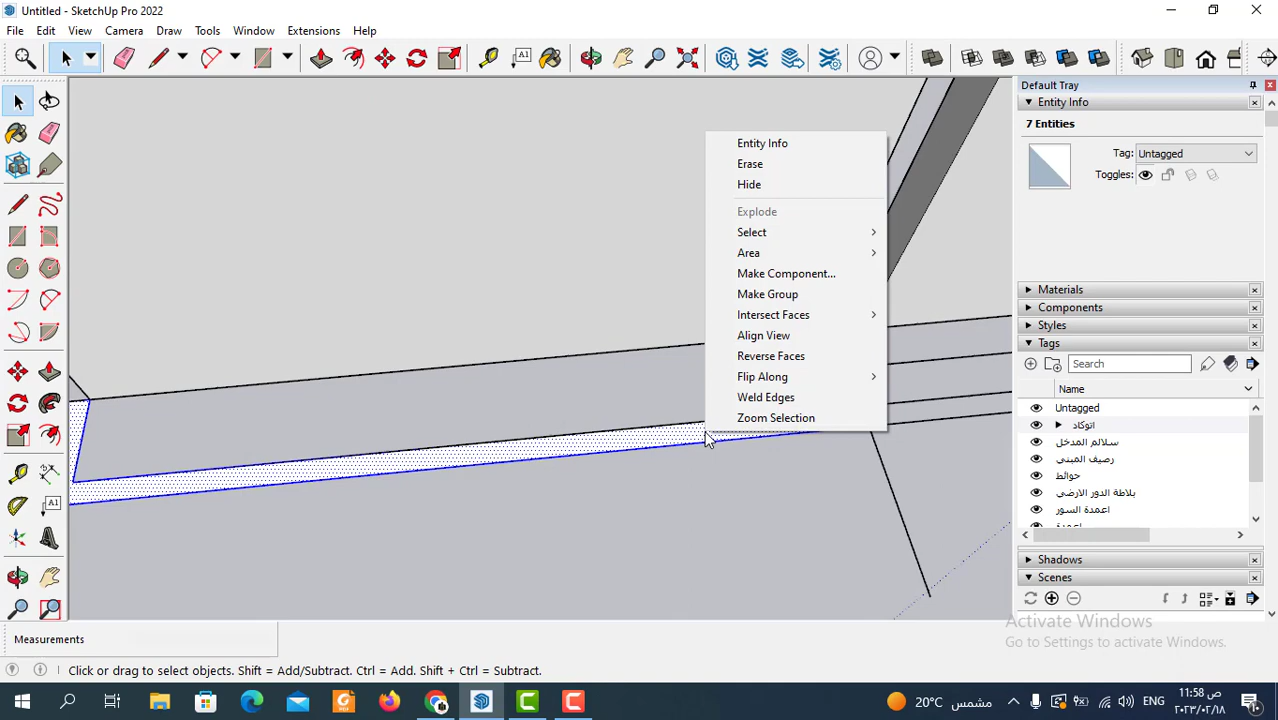 Untitled - SketchUp Pro 2022
File Edit View Camera Draw Tools Window Extensions Help
A1
Default Tray
Entity Info
7 Entities
Tag: Untagged
Toggles:
Entity Info
Erase
Hide
Explode
Select
Area
Make Component...
Make Group
Intersect Faces
Align View
Reverse Faces
Flip Along
Weld Edges
Zoom Selection
Materials
Components
Styles
Tags
Search
Name
Untagged
اتوكاد
سلالم المدخل
رصيف المبنى
حوائط
بلاطة الدور الارضي
اعمدة السور
اعمدة
A1
Shadows
Scenes
Activate Windows
Go to Settings to activate Windows.
Measurements
Click or drag to select objects. Shift = Add/Subtract. Ctrl = Add. Shift + Ctrl = Subtract.
20°C مشمس
ENG
11:58 ص
٢٠٢٣/٠٢/١٨